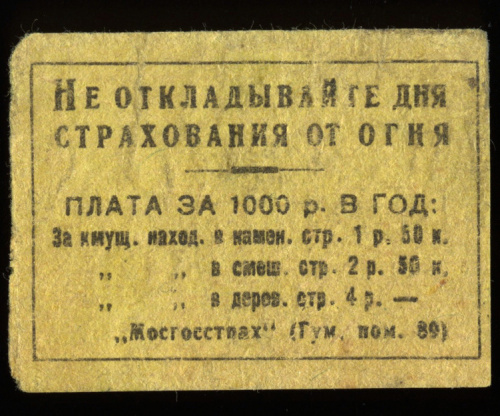 НЕ ОТКЛАДЫВАЙТЕ ДНЯ
СТРАХОВАНИЯ ОТ ОГНЯ
ПЛАТА ЗА 1000 р. В ГОД:
За имущ. наход. в камен. стр. 1 р. 50 к.
„ „ в смеш. стр. 2 р. 50 к.
„ „ в дерев. стр. 4 р. —
„Мосгосстрах“ (Гум. пом. 89)